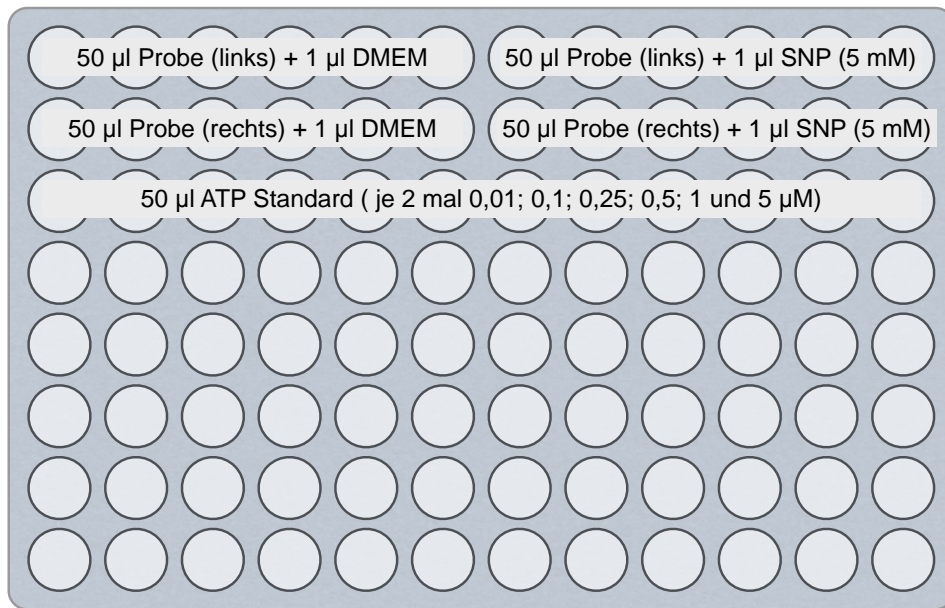 50 µl Probe (links) + 1 µl DMEM
50 µl Probe (links) + 1 µl SNP (5 mM)
50 µl Probe (rechts) + 1 µl DMEM
50 µl Probe (rechts) + 1 µl SNP (5 mM)
50 µl ATP Standard ( je 2 mal 0,01; 0,1; 0,25; 0,5; 1 und 5 µM)